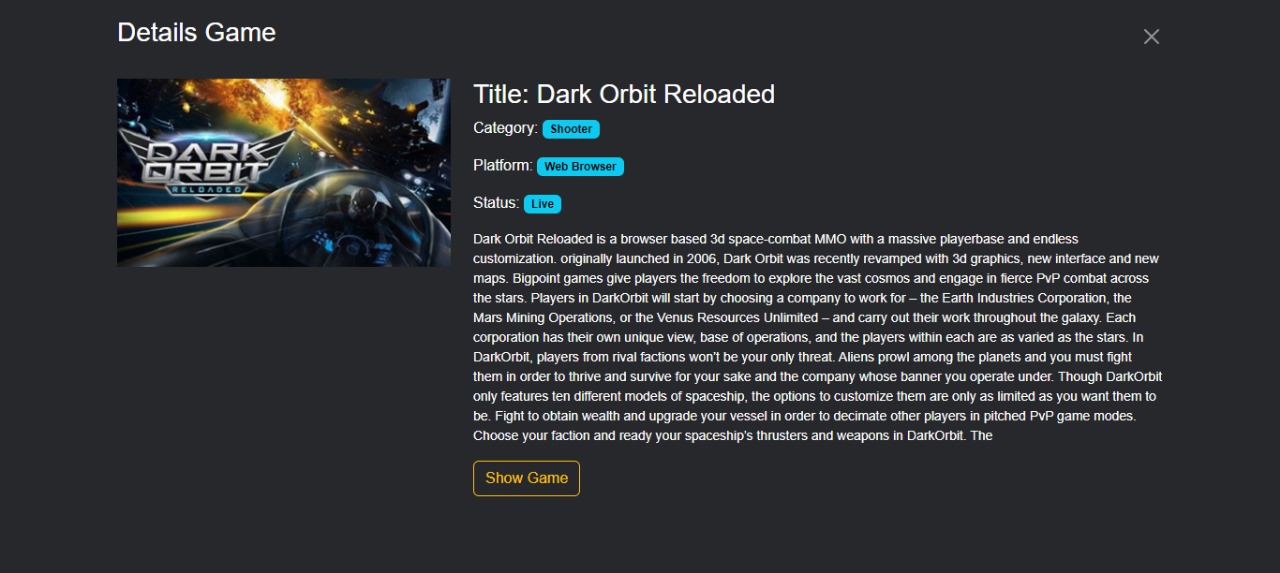 Details Game
DARK
ORBIT
RELOADED
Title: Dark Orbit Reloaded
Category: Shooter
Platform: Web Browser
Status: Live
Dark Orbit Reloaded is a browser based 3d space-combat MMO with a massive playerbase and endless
customization. originally launched in 2006, Dark Orbit was recently revamped with 3d graphics, new interface and new
maps. Bigpoint games give players the freedom to explore the vast cosmos and engage in fierce PvP combat across
the stars. Players in DarkOrbit will start by choosing a company to work for – the Earth Industries Corporation, the
Mars Mining Operations, or the Venus Resources Unlimited – and carry out their work throughout the galaxy. Each
corporation has their own unique view, base of operations, and the players within each are as varied as the stars. In
DarkOrbit, players from rival factions won’t be your only threat. Aliens prowl among the planets and you must fight
them in order to thrive and survive for your sake and the company whose banner you operate under. Though DarkOrbit
only features ten different models of spaceship, the options to customize them are only as limited as you want them to
be. Fight to obtain wealth and upgrade your vessel in order to decimate other players in pitched PvP game modes.
Choose your faction and ready your spaceship’s thrusters and weapons in DarkOrbit. The
Show Game